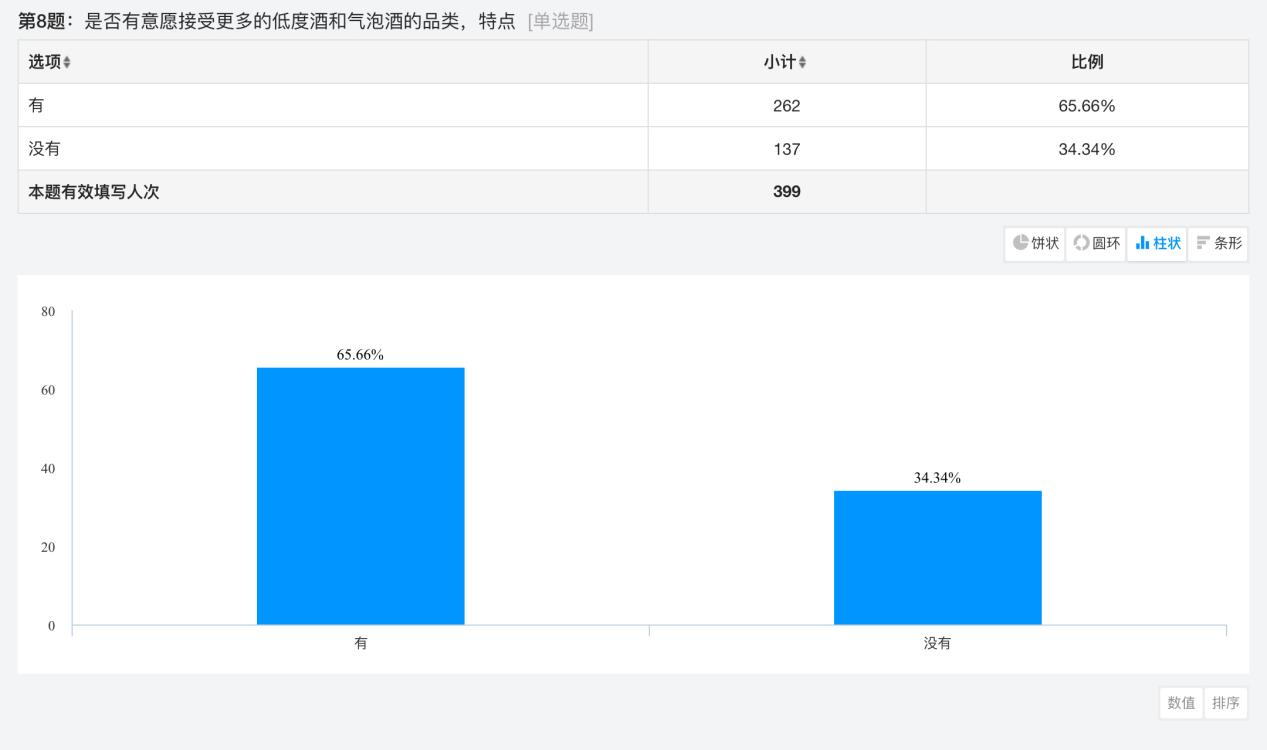 第8题：是否有意愿接受更多的低度酒和气泡酒的品类，特点 [单选题]
选项 小计 比例
有 262 65.66%
没有 137 34.34%
本题有效填写人次 399
饼状 圆环 柱状 条形
80
65.66%
60
40
34.34%
20
0
有 没有
数值 排序